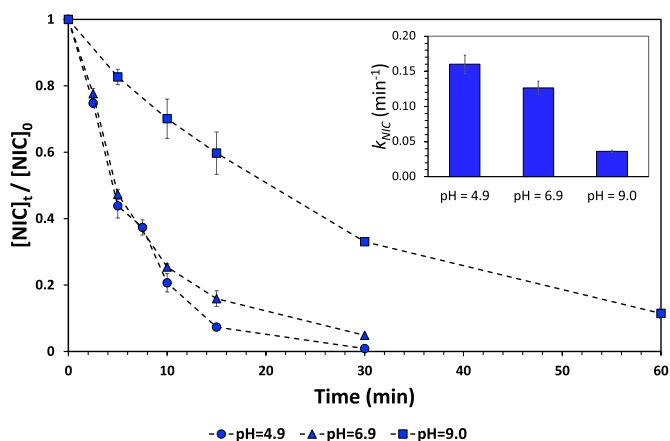 1
0.8
0.6
0.4
0.2
0
[NIC]t / [NIC]0
0 10 20 30 40 50 60
Time (min)
0.20
0.15
0.10
0.05
0.00
kNIC (min-1)
pH = 4.9 pH = 6.9 pH = 9.0
pH=4.9 pH=6.9 pH=9.0